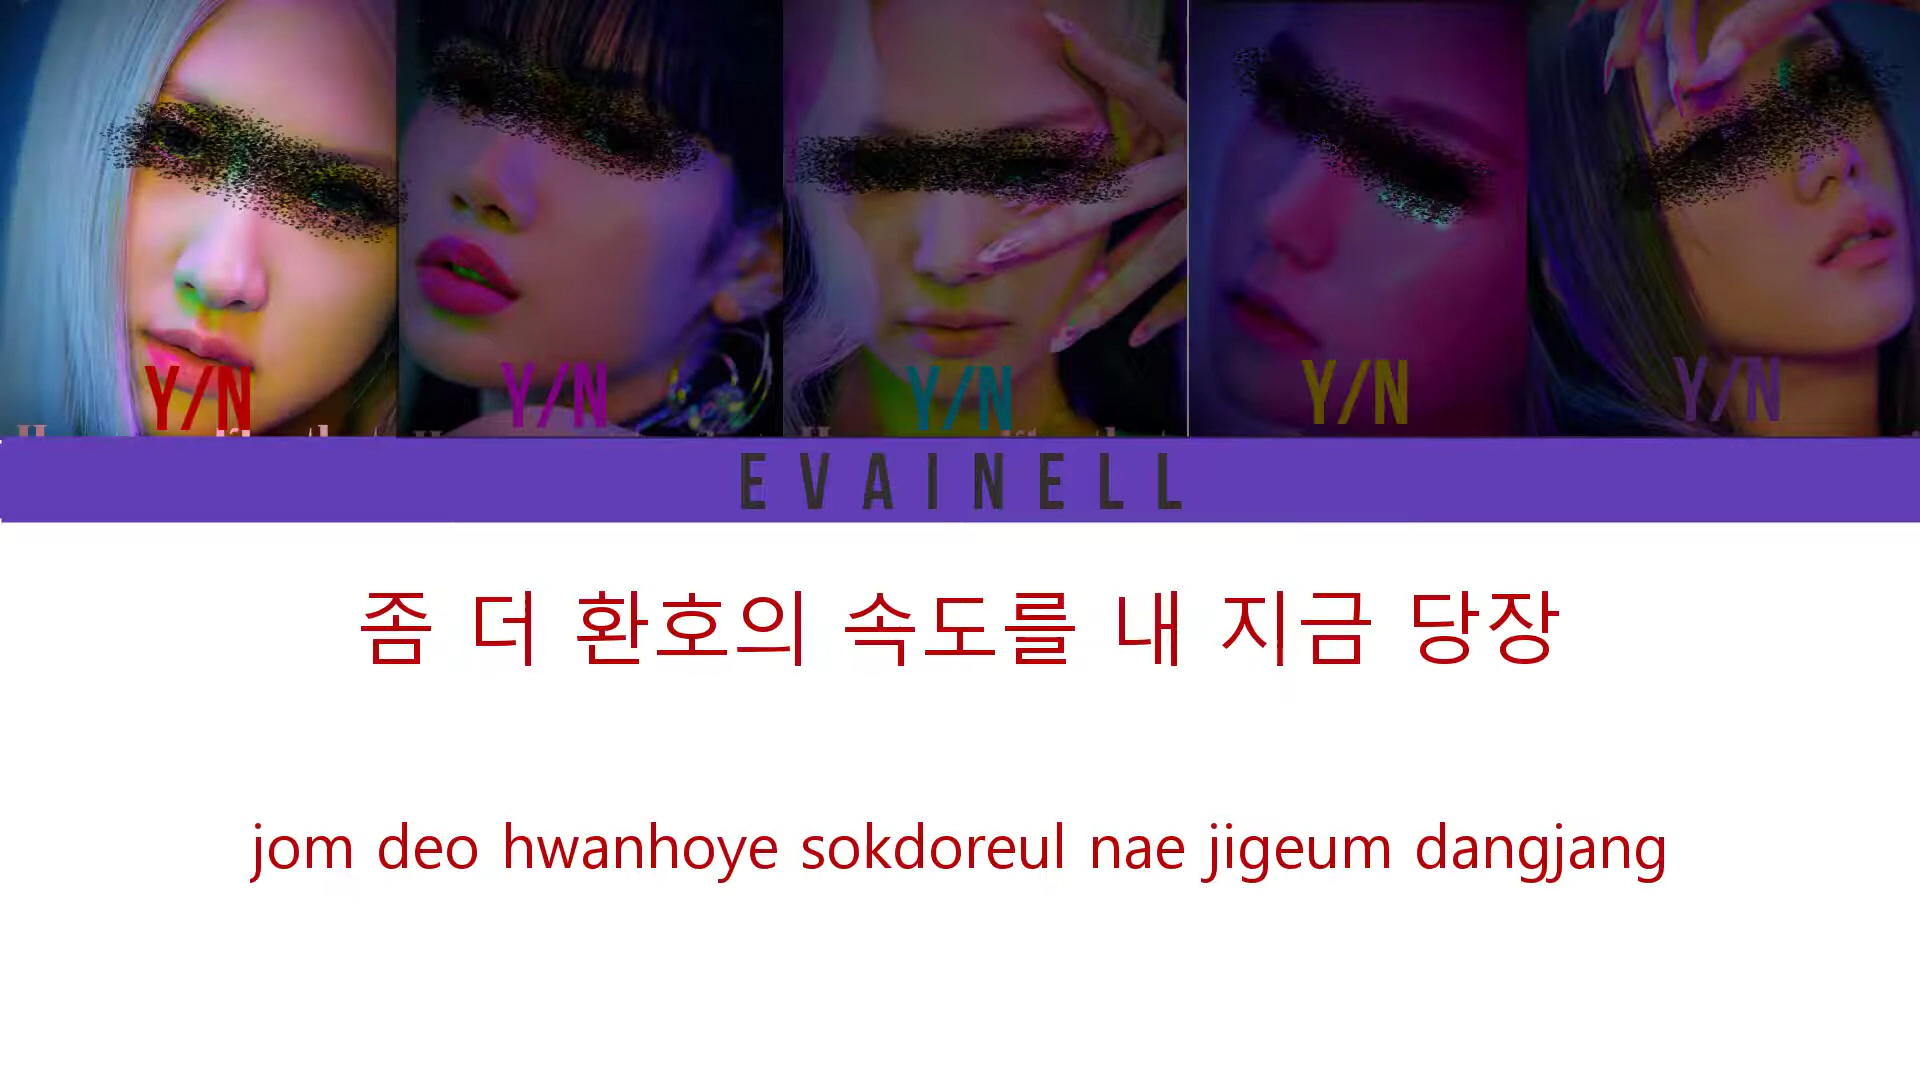 Y/N Y/N Y/N Y/N Y/N
EVAINELL
좀 더 환호의 속도를 내 지금 당장
jom deo hwanhoye sokdoreul nae jigeum dangjang